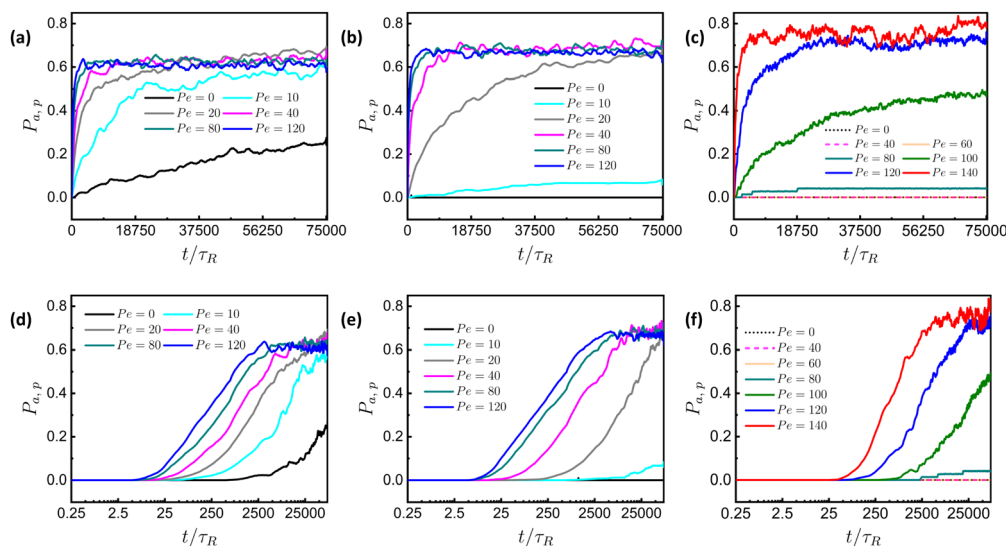 (a)
P_{a, p}
0.8
0.6
0.4
0.2
0.0
Pe = 0 Pe = 10
Pe = 20 Pe = 40
Pe = 80 Pe = 120
0 18750 37500 56250 75000
t/τ_R
(b)
P_{a, p}
0.8
0.6
0.4
0.2
0.0
Pe = 0
Pe = 10
Pe = 20
Pe = 40
Pe = 80
Pe = 120
0 18750 37500 56250 75000
t/τ_R
(c)
P_{a, p}
0.8
0.6
0.4
0.2
0.0
Pe = 0
Pe = 40 Pe = 60
Pe = 80 Pe = 100
Pe = 120 Pe = 140
0 18750 37500 56250 75000
t/τ_R
(d)
P_{a, p}
0.8
0.6
0.4
0.2
0.0
Pe = 0 Pe = 10
Pe = 20 Pe = 40
Pe = 80 Pe = 120
0.25 2.5 25 250 2500 25000
t/τ_R
(e)
P_{a, p}
0.8
0.6
0.4
0.2
0.0
Pe = 0
Pe = 10
Pe = 20
Pe = 40
Pe = 80
Pe = 120
0.25 2.5 25 250 2500 25000
t/τ_R
(f)
P_{a, p}
0.8
0.6
0.4
0.2
0.0
Pe = 0
Pe = 40
Pe = 60
Pe = 80
Pe = 100
Pe = 120
Pe = 140
0.25 2.5 25 250 2500 25000
t/τ_R